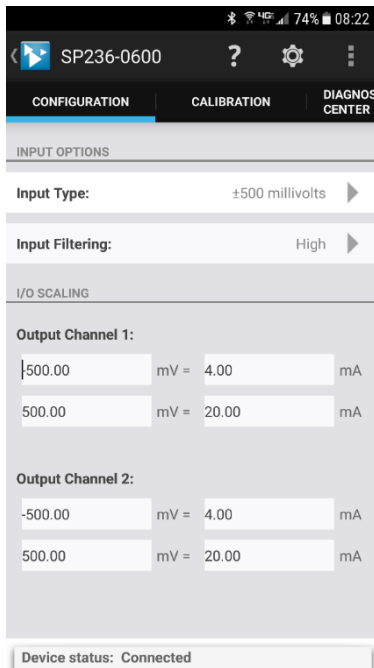 4G 74% 08:22
SP236-0600 ?
CONFIGURATION CALIBRATION DIAGNOS
CENTER
INPUT OPTIONS
Input Type: ±500 millivolts
Input Filtering: High
I/O SCALING
Output Channel 1:
-500.00 mV = 4.00 mA
500.00 mV = 20.00 mA
Output Channel 2:
-500.00 mV = 4.00 mA
500.00 mV = 20.00 mA
Device status: Connected